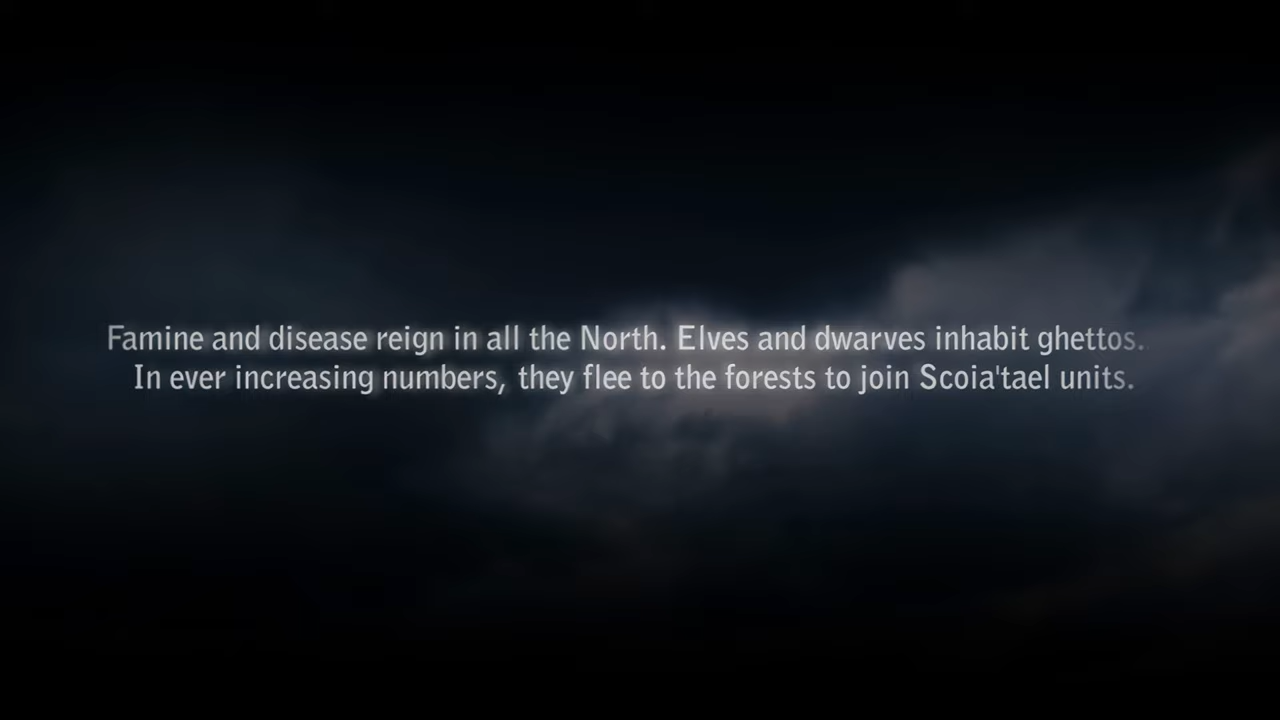 Famine and disease reign in all the North. Elves and dwarves inhabit ghettos.
In ever increasing numbers, they flee to the forests to join Scoia'tael units.